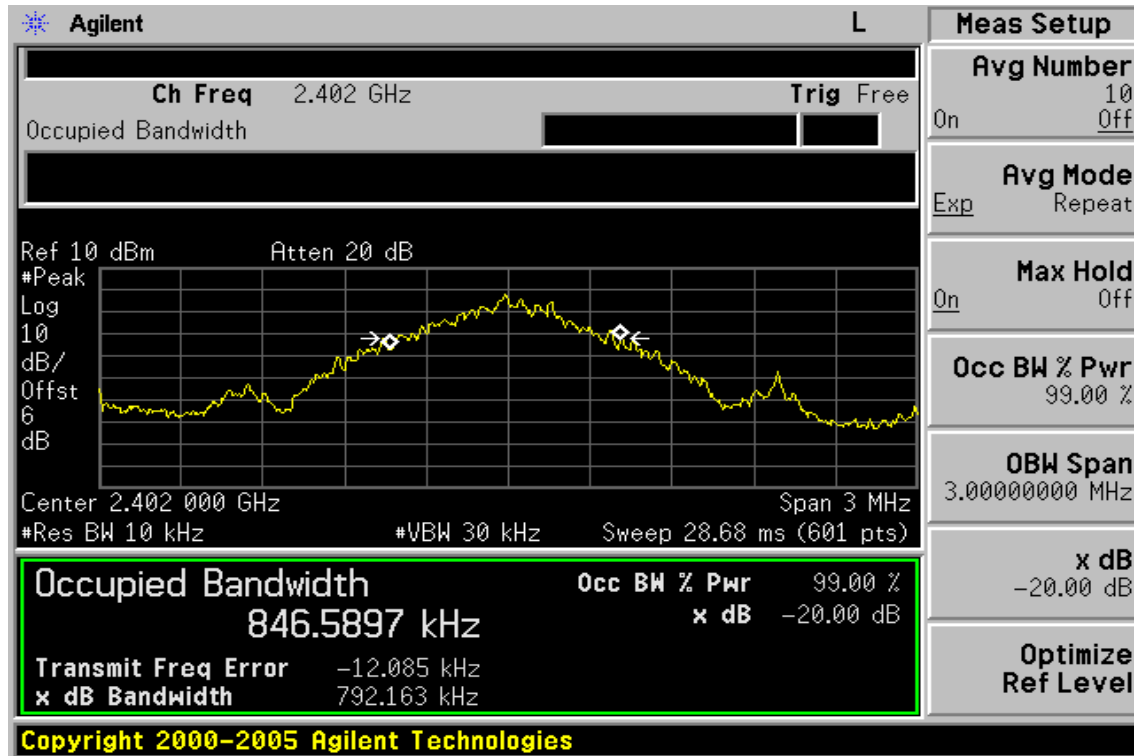 Agilent L Meas Setup
Ch Freq 2.402 GHz Trig Free
Occupied Bandwidth
Avg Number
10
On Off
Avg Mode
Exp Repeat
Max Hold
On Off
Occ BW % Pwr
99.00 %
OBW Span
3.00000000 MHz
x dB
-20.00 dB
Optimize
Ref Level
Ref 10 dBm Atten 20 dB
#Peak
Log
10
dB/
Offst
6
dB
Center 2.402 000 GHz Span 3 MHz
#Res BW 10 kHz #VBW 30 kHz Sweep 28.68 ms (601 pts)
Occupied Bandwidth Occ BW % Pwr 99.00 %
846.5897 kHz x dB -20.00 dB
Transmit Freq Error -12.085 kHz
x dB Bandwidth 792.163 kHz
Copyright 2000-2005 Agilent Technologies